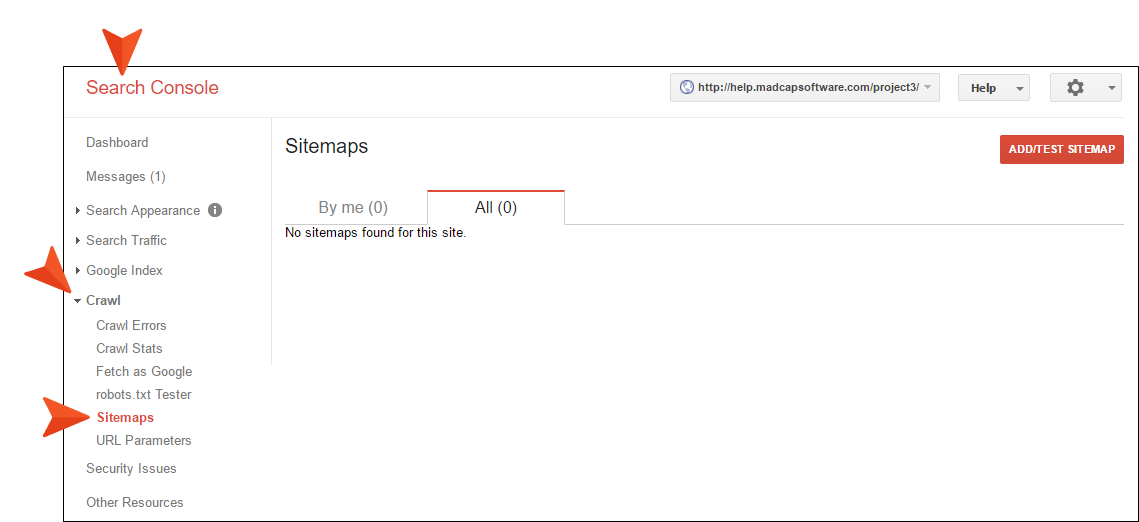 Search Console
http://help.madcapsoftware.com/project3/
Help
Dashboard
Messages (1)
Search Appearance
Search Traffic
Google Index
Crawl
Crawl Errors
Crawl Stats
Fetch as Google
robots.txt Tester
Sitemaps
URL Parameters
Security Issues
Other Resources
Sitemaps
ADD/TEST SITEMAP
By me (0)
All (0)
No sitemaps found for this site.